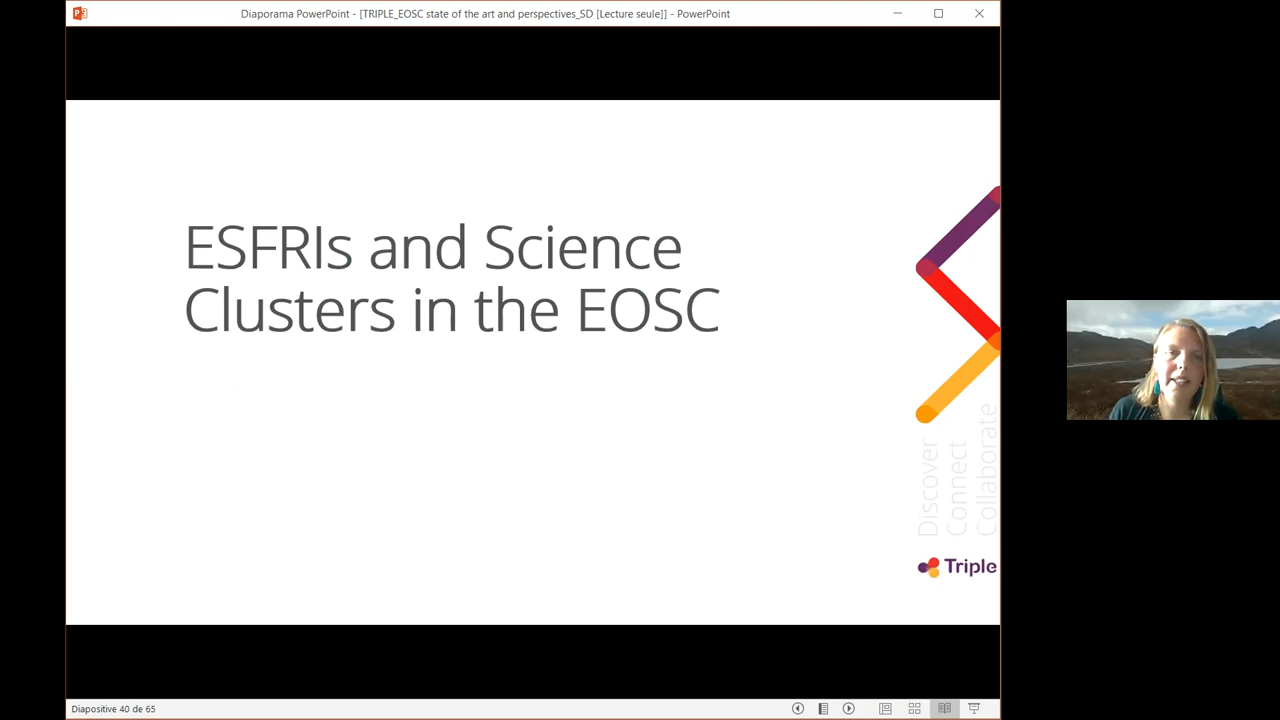 Diaporama PowerPoint - [TRIPLE_EOSC state of the art and perspectives_SD [Lecture seule]] - PowerPoint
ESFRIs and Science
Clusters in the EOSC
Discover
Connect
Collaborate
Triple
Diapositive 40 de 65